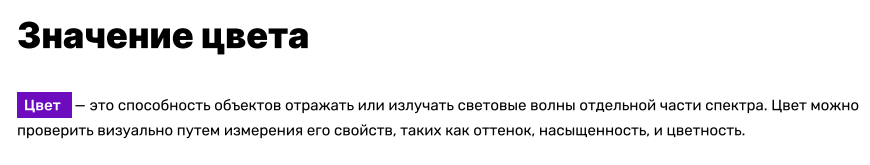 Значение цвета
Цвет — это способность объектов отражать или излучать световые волны отдельной части спектра. Цвет можно
проверить визуально путем измерения его свойств, таких как оттенок, насыщенность, и цветность.